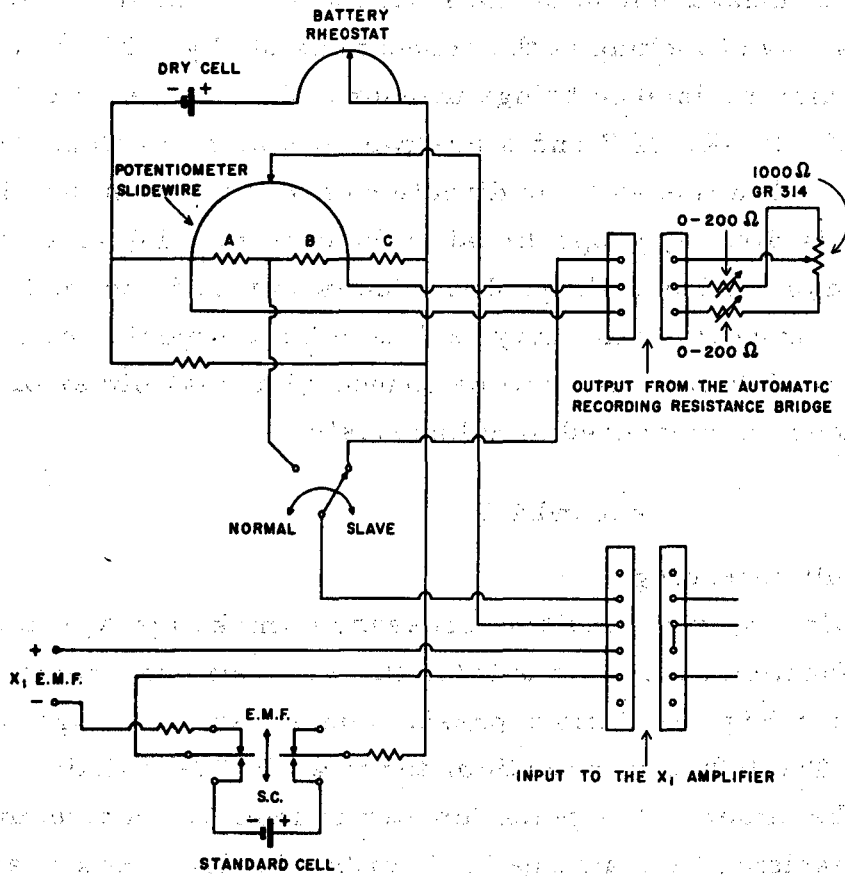 BATTERY
RHEOSTAT
DRY CELL
- +
POTENTIOMETER
SLIDEWIRE
A B C
1000 Ω
GR 314
0-200 Ω
0-200 Ω
OUTPUT FROM THE AUTOMATIC
RECORDING RESISTANCE BRIDGE
NORMAL SLAVE
+
X₁ E.M.F.
-
E.M.F.
S.C.
- +
STANDARD CELL
INPUT TO THE X₁ AMPLIFIER